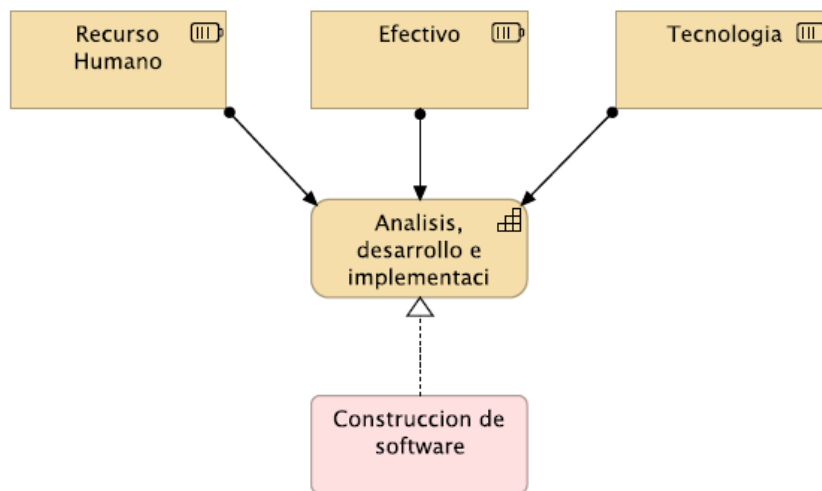 Recurso
Humano
Efectivo
Tecnologia
Analisis,
desarrollo e
implementaci
Construccion de
software